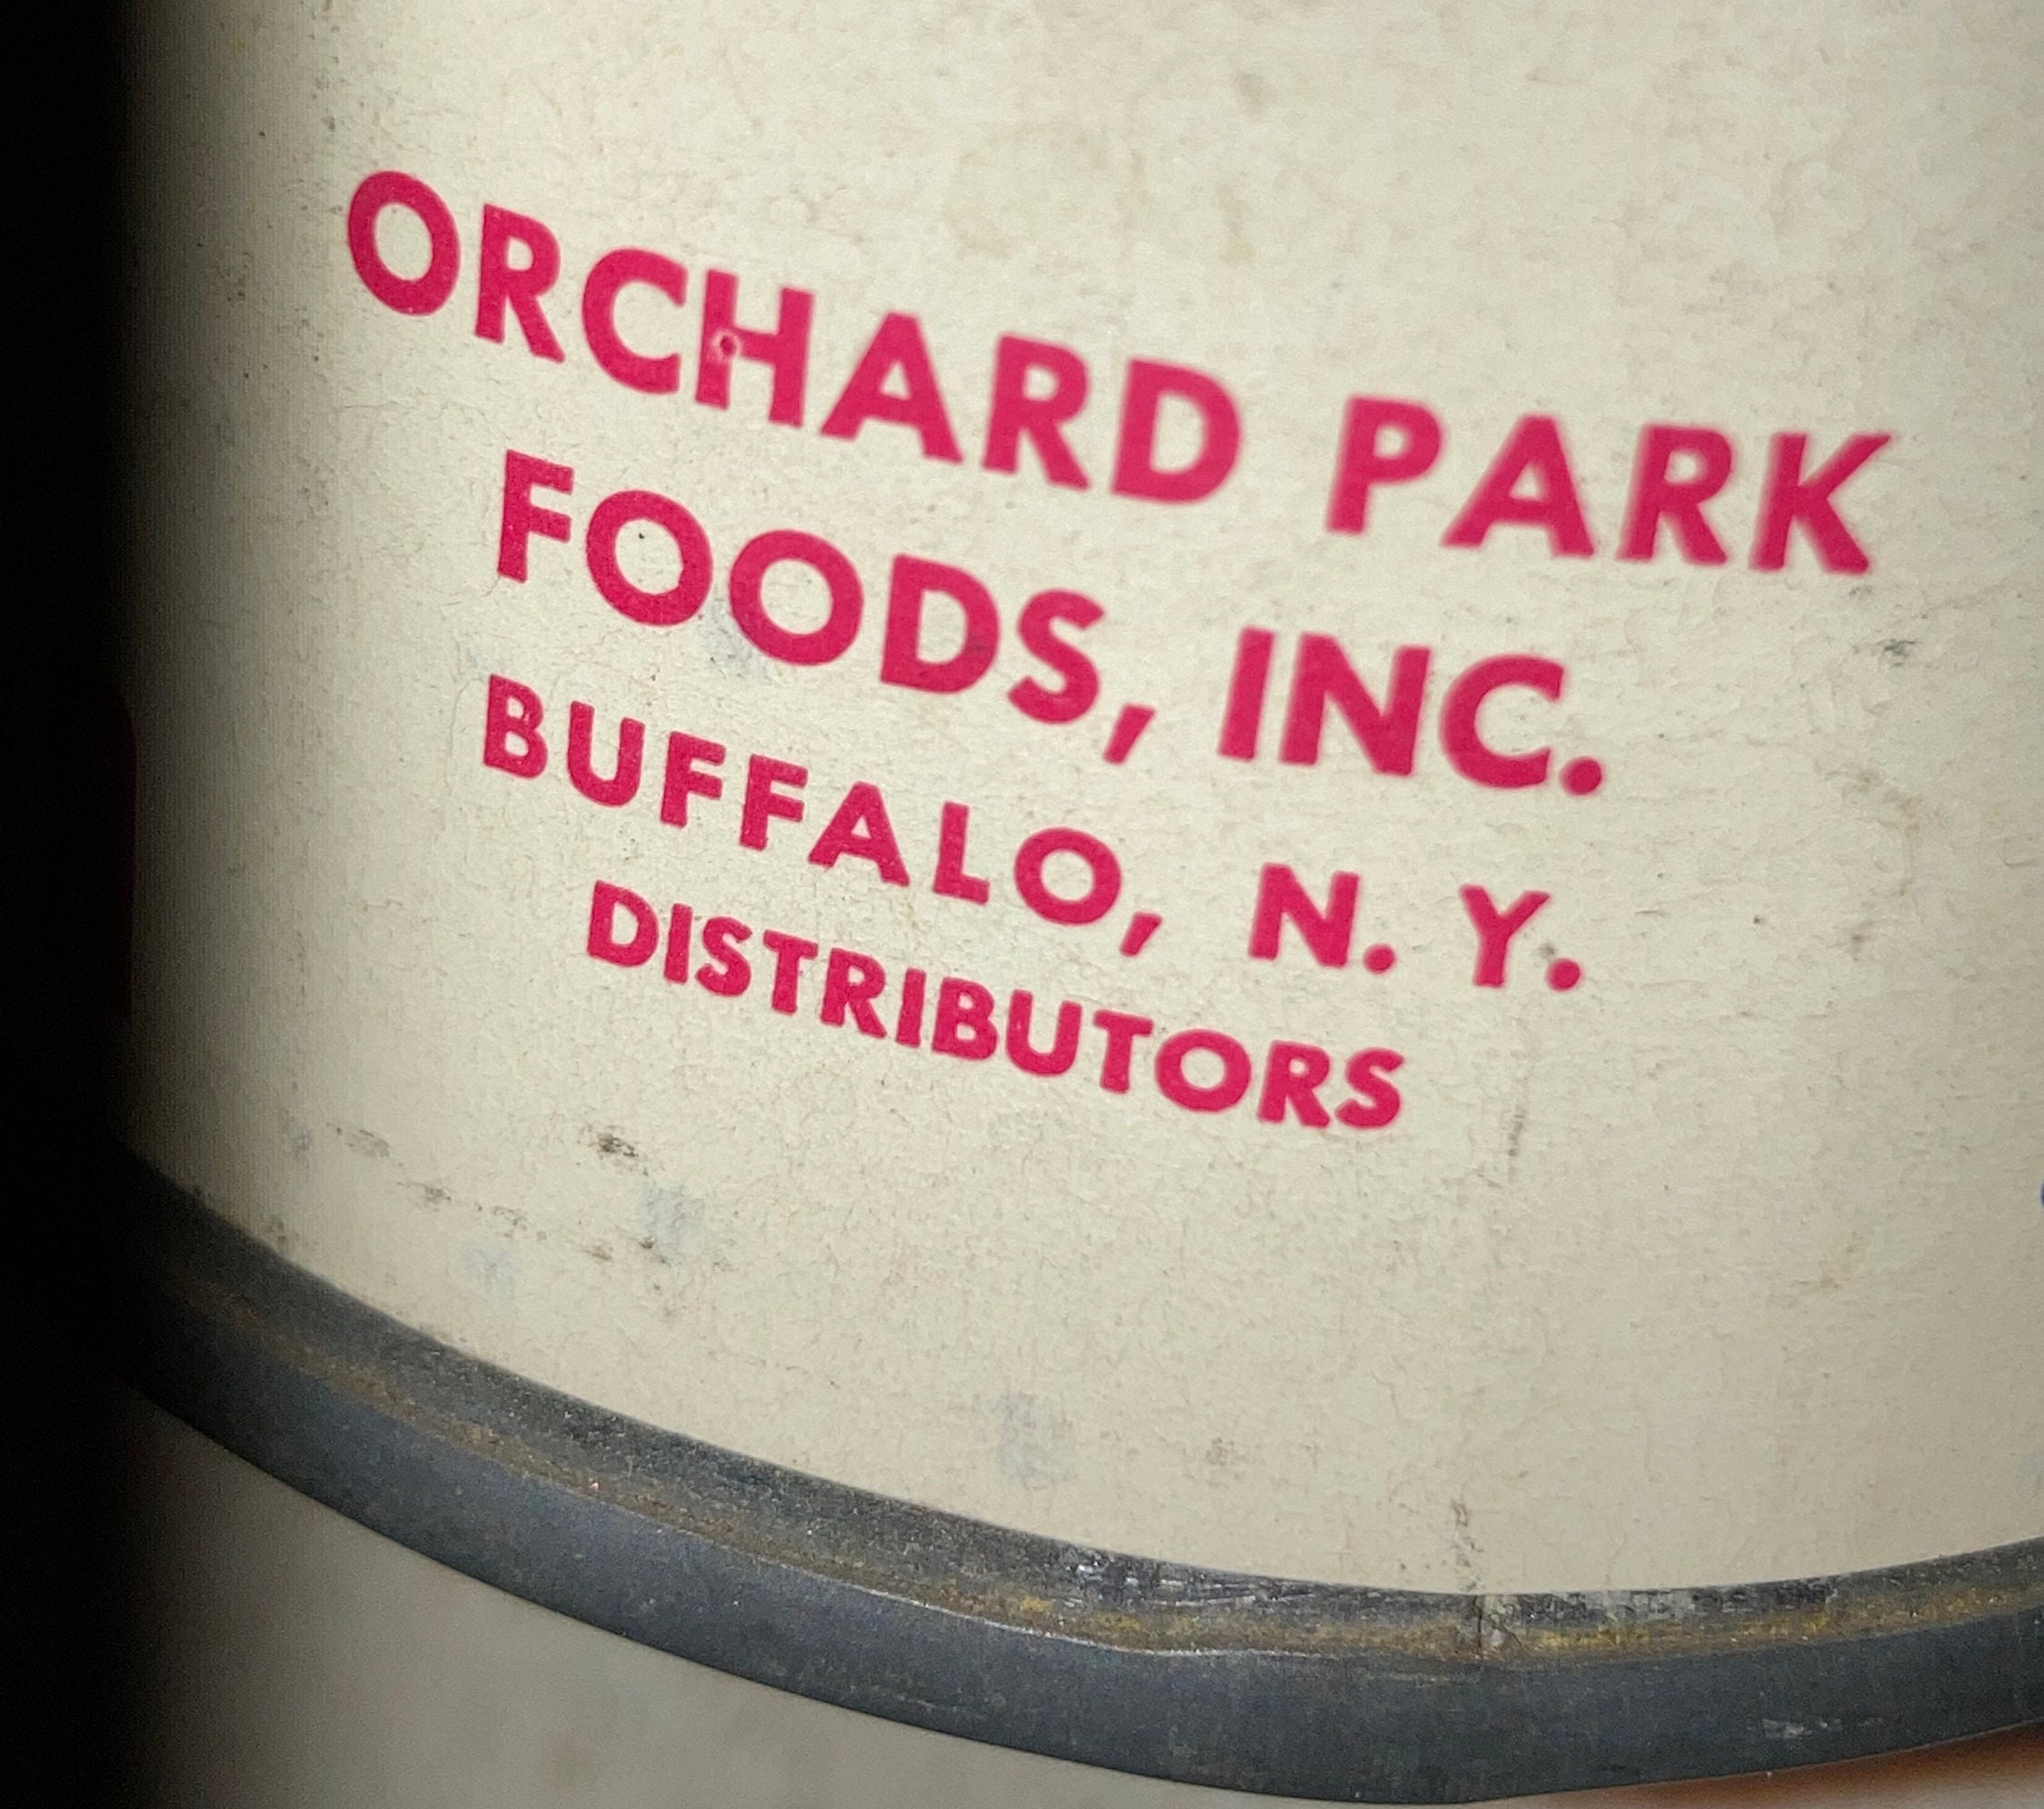 ORCHARD PARK
FOODS, INC.
BUFFALO, N. Y.
DISTRIBUTORS